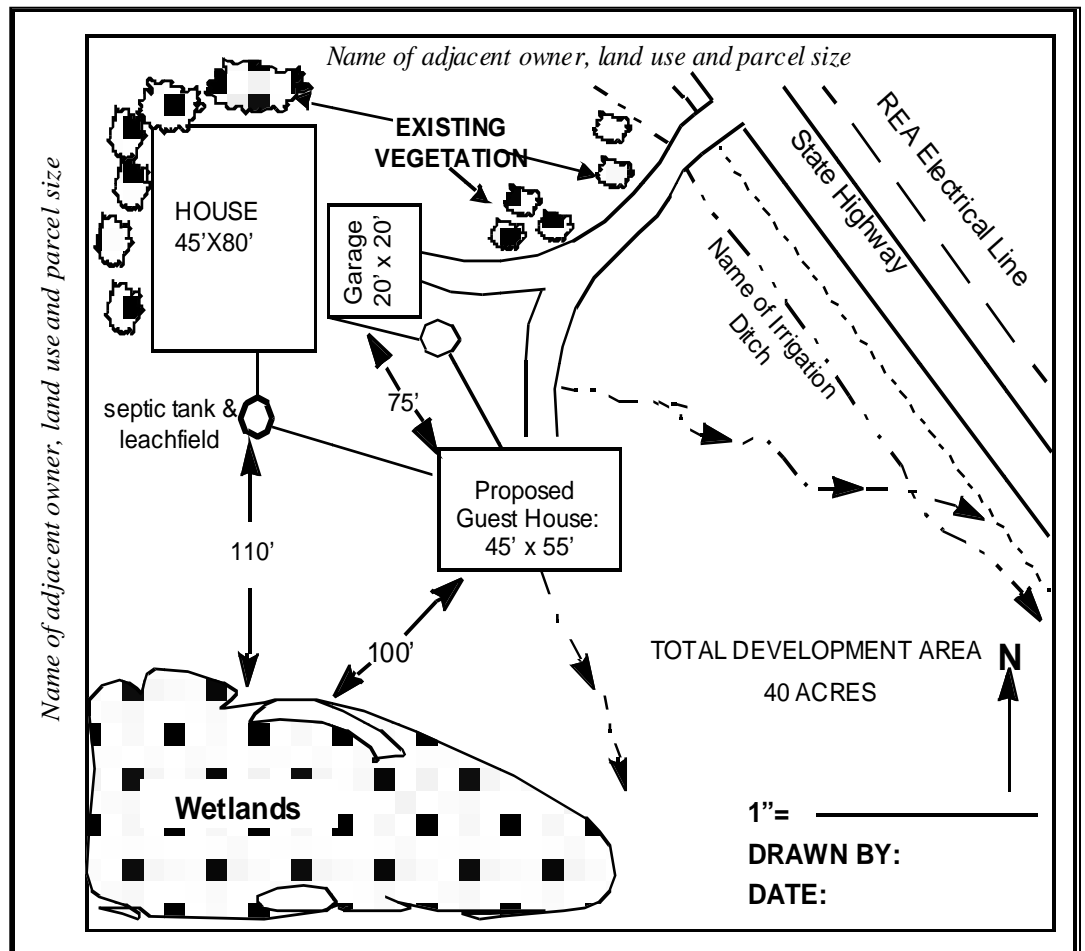 Name of adjacent owner, land use and parcel size
Name of adjacent owner, land use and parcel size
EXISTING
VEGETATION
HOUSE
45'X80'
Garage
20' x 20'
State Highway
REA Electrical Line
Name of Irrigation
Ditch
septic tank &
leachfield
75'
Proposed
Guest House:
45' x 55'
110'
100'
TOTAL DEVELOPMENT AREA
40 ACRES
N
Wetlands
1”=
DRAWN BY:
DATE: